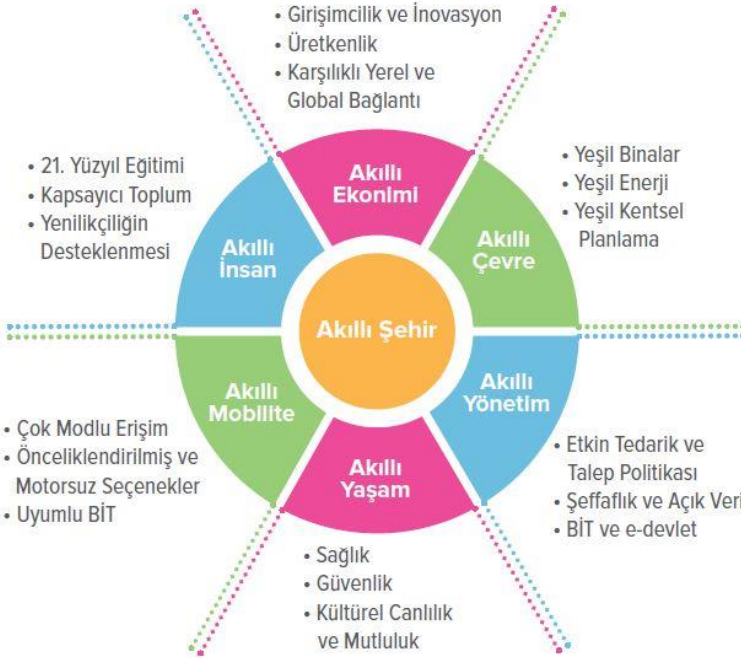 • Girişimcilik ve İnovasyon
• Üretkenlik
• Karşılıklı Yerel ve
Global Bağlantı
Akıllı
Ekonimi
• Yeşil Binalar
• Yeşil Enerji
• Yeşil Kentsel
Planlama
Akıllı
Çevre
• 21. Yüzyıl Eğitimi
• Kapsayıcı Toplum
• Yenilikçiliğin
Desteklenmesi
Akıllı
İnsan
Akıllı Şehir
Akıllı
Mobilite
• Çok Modlu Erişim
• Önceliklendirilmiş ve
Motorsuz Seçenekler
• Uyumlu BİT
Akıllı
Yönetim
• Etkin Tedarik ve
Talep Politikası
• Şeffaflık ve Açık Veri
• BİT ve e-devlet
Akıllı
Yaşam
• Sağlık
• Güvenlik
• Kültürel Canlılık
ve Mutluluk